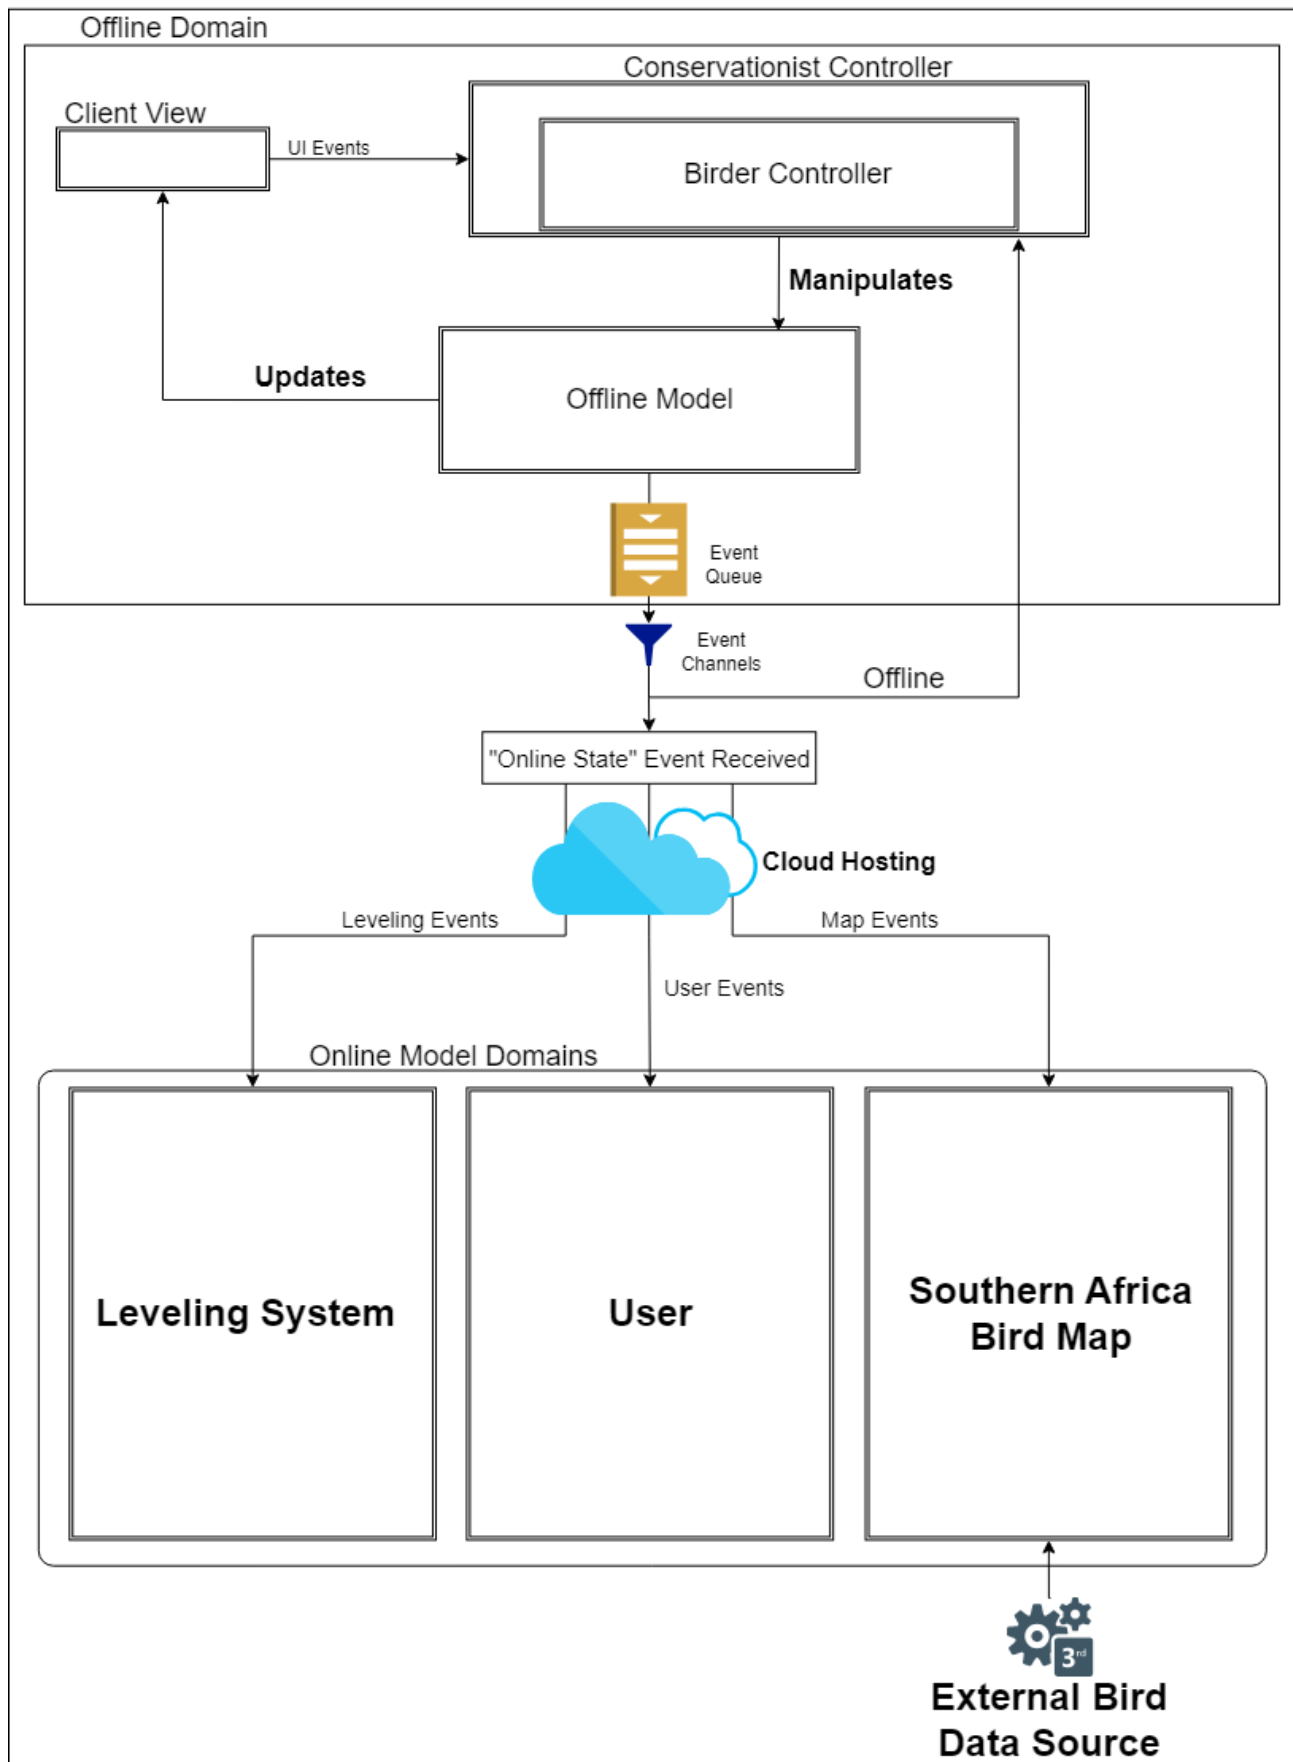 Offline Domain
Conservationist Controller
Client View
UI Events
Birder Controller
Manipulates
Updates
Offline Model
Event
Queue
Event
Channels
Offline
"Online State" Event Received
Cloud Hosting
Leveling Events
Map Events
User Events
Online Model Domains
Leveling System
User
Southern Africa
Bird Map
3rd
External Bird
Data Source